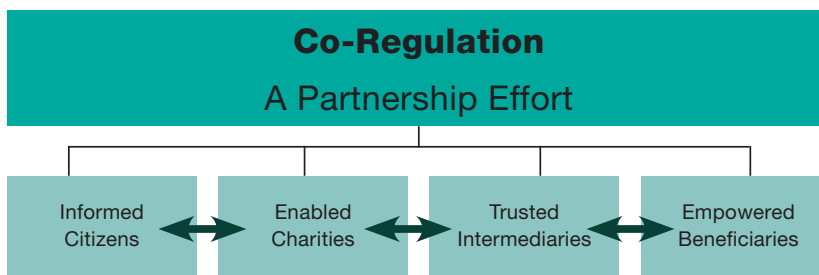 Co-Regulation
A Partnership Effort
Informed
Citizens
Enabled
Charities
Trusted
Intermediaries
Empowered
Beneficiaries